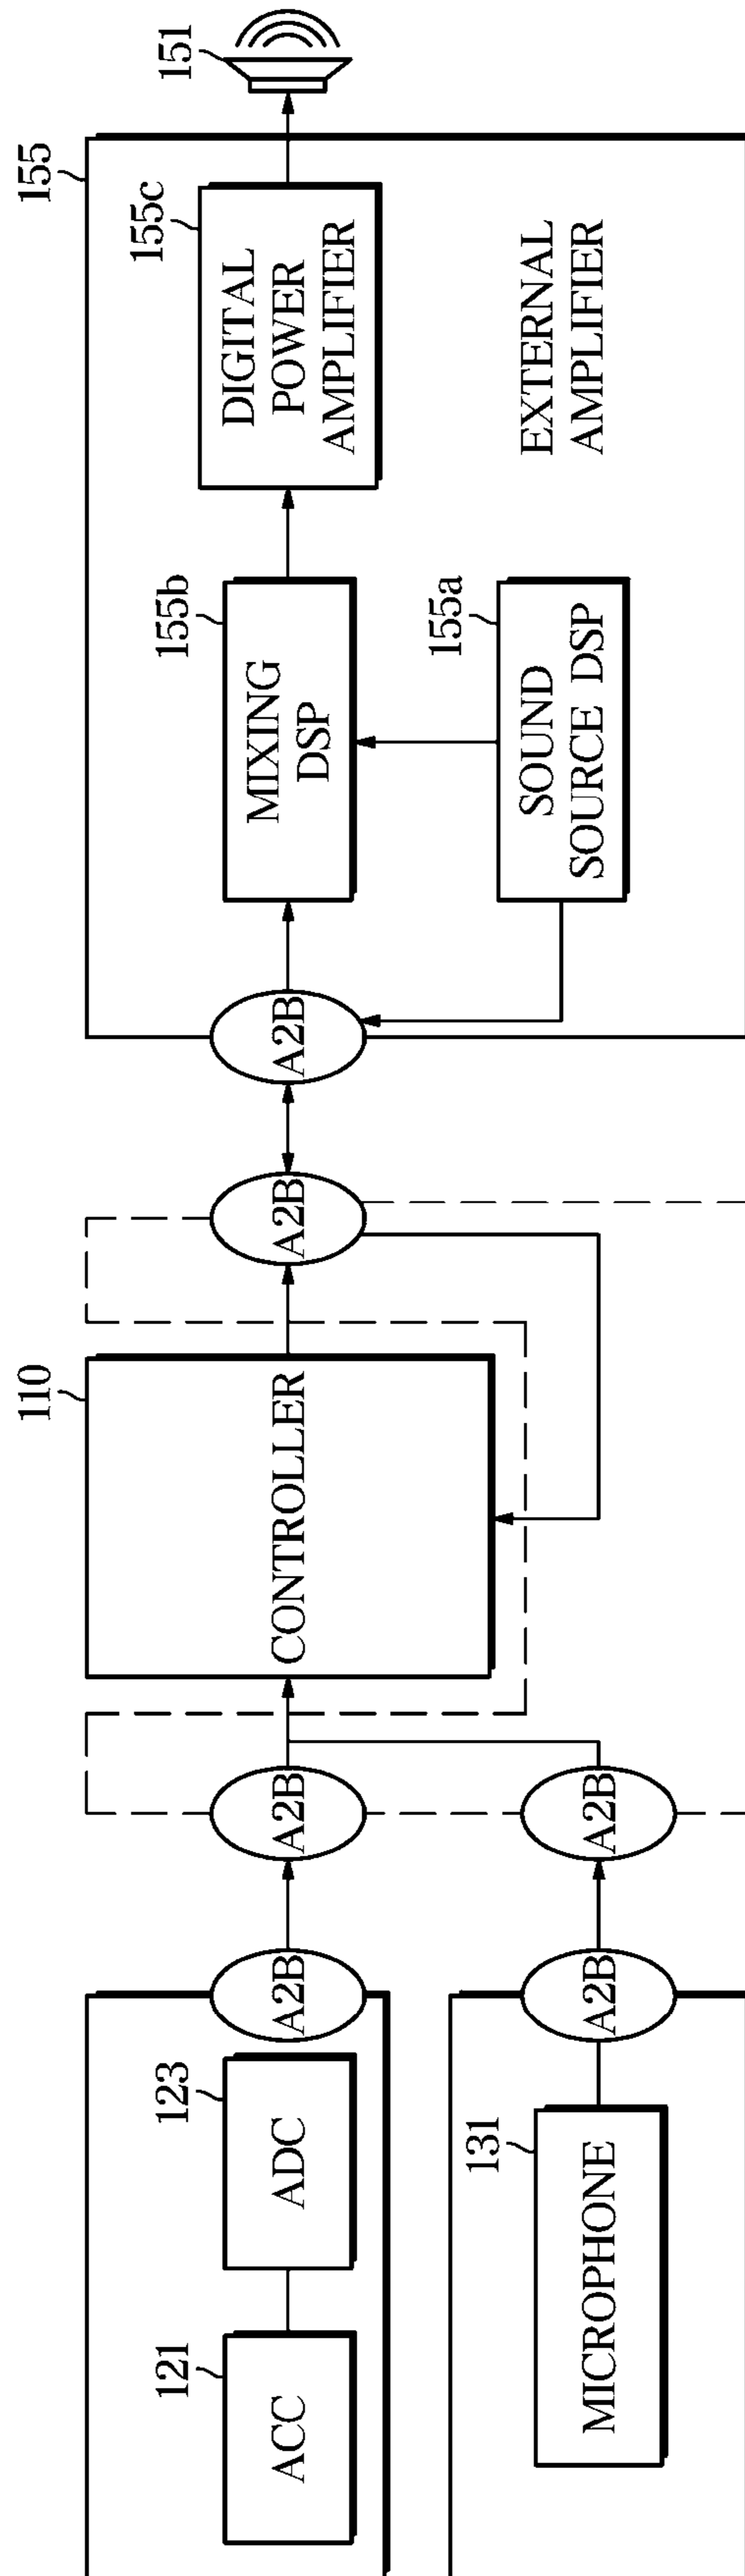 121
ACC
123
ADC
A2B
A2B
131
MICROPHONE
A2B
A2B
110
CONTROLLER
A2B
A2B
155
155b
MIXING
DSP
155a
SOUND
SOURCE DSP
155c
DIGITAL
POWER
AMPLIFIER
EXTERNAL
AMPLIFIER
151